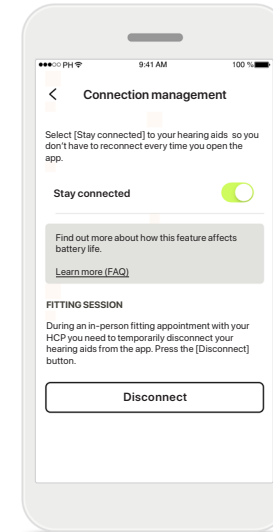 PH 9:41 AM 100 %
Connection management
Select [Stay connected] to your hearing aids so you
don't have to reconnect every time you open the
app.
Stay connected
Find out more about how this feature affects
battery life.
Learn more (FAQ)
FITTING SESSION
During an in-person fitting appointment with your
HCP you need to temporarily disconnect your
hearing aids from the app. Press the [Disconnect]
button.
Disconnect